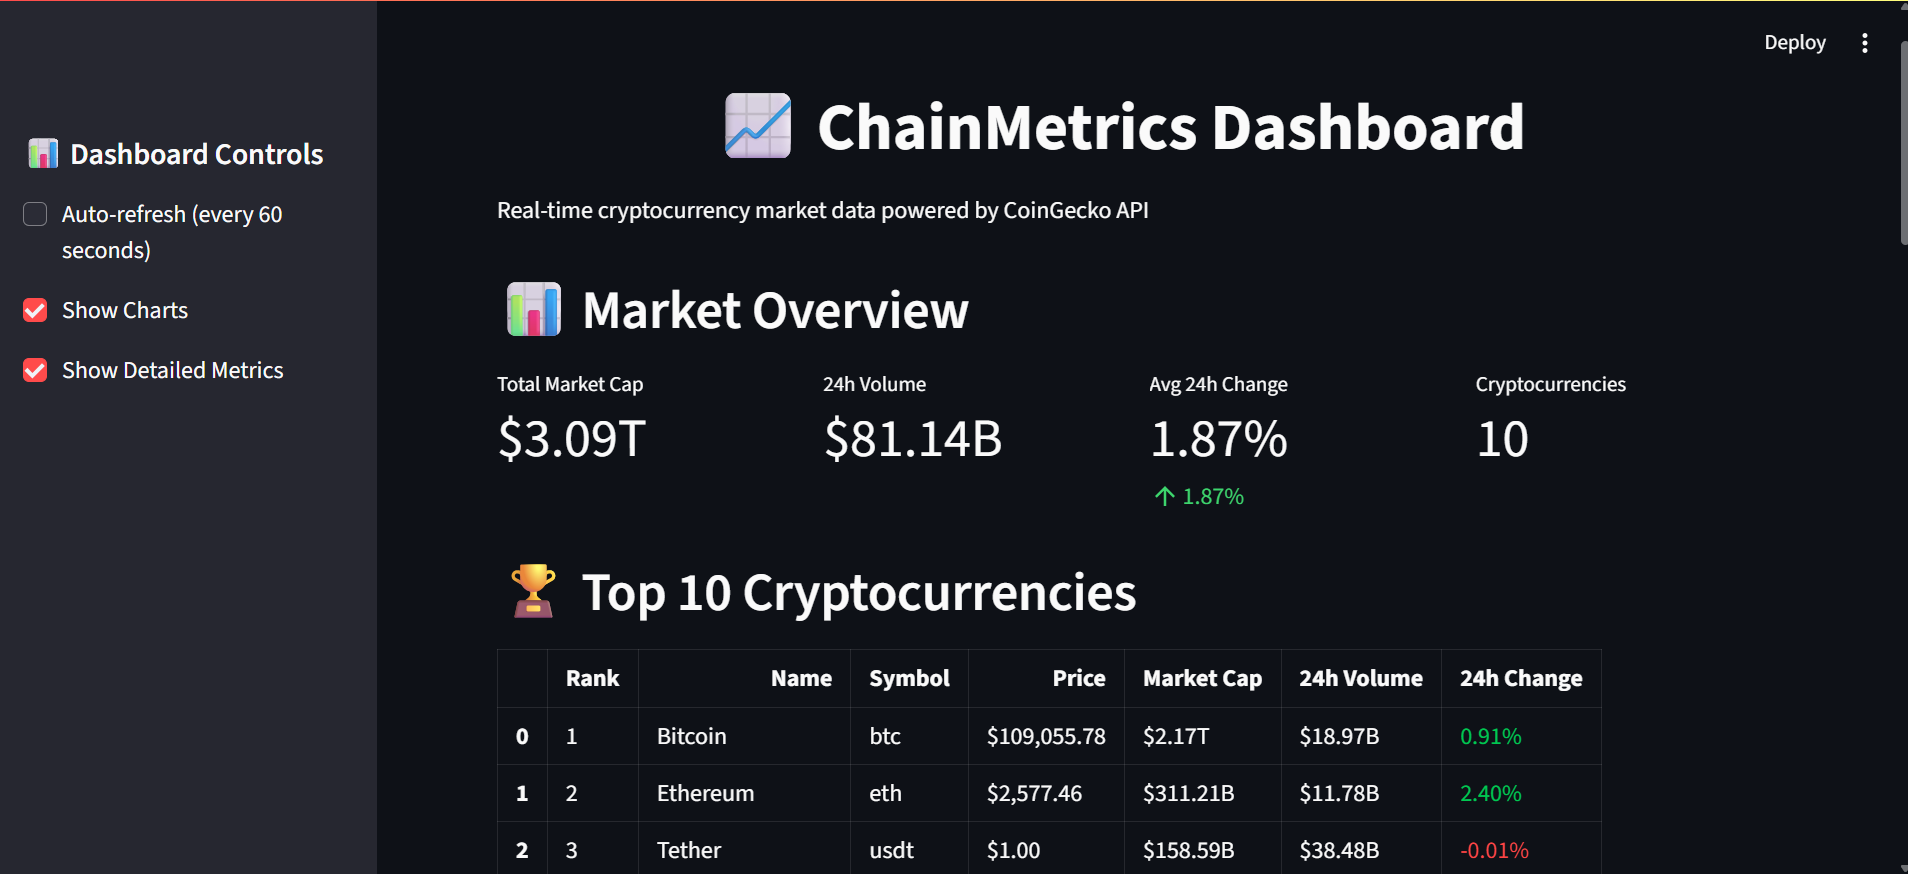 Deploy
Dashboard Controls
Auto-refresh (every 60
seconds)
Show Charts
Show Detailed Metrics
ChainMetrics Dashboard
Real-time cryptocurrency market data powered by CoinGecko API
Market Overview
Total Market Cap 24h Volume Avg 24h Change Cryptocurrencies
$3.09T $81.14B 1.87% 10
↑ 1.87%
Top 10 Cryptocurrencies
Rank Name Symbol Price Market Cap 24h Volume 24h Change
0 1 Bitcoin btc $109,055.78 $2.17T $18.97B 0.91%
1 2 Ethereum eth $2,577.46 $311.21B $11.78B 2.40%
2 3 Tether usdt $1.00 $158.59B $38.48B -0.01%